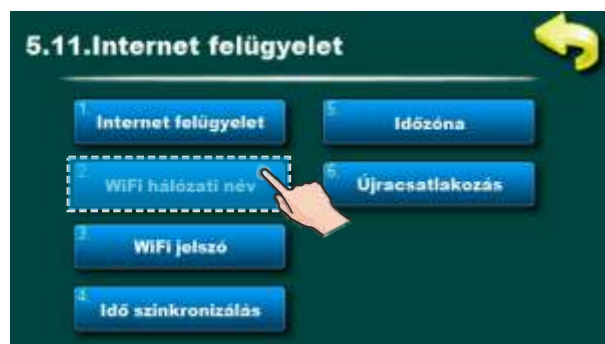 5.11.Internet felügyelet
1. Internet felügyelet
2. WiFi hálózati név
3. WiFi jelszó
4. Idő szinkronizálás
5. Időzóna
6. Újracsatlakozás